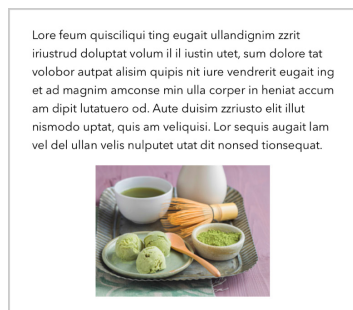 Lore feum quisciliqui ting eugait ullandignim zzrit
iriustrud doluptat volum il il iustin utet, sum dolore tat
volobor autpat alisim quipis nit iure vendrerit eugait ing
et ad magnim amconse min ulla corper in heniat accum
am dipit lutatuero od. Aute duisim zzriusto elit illut
nismodo uptat, quis am veliquisi. Lor sequis augait lam
vel del ullan velis nulputet utat dit nonsed tionsequat.